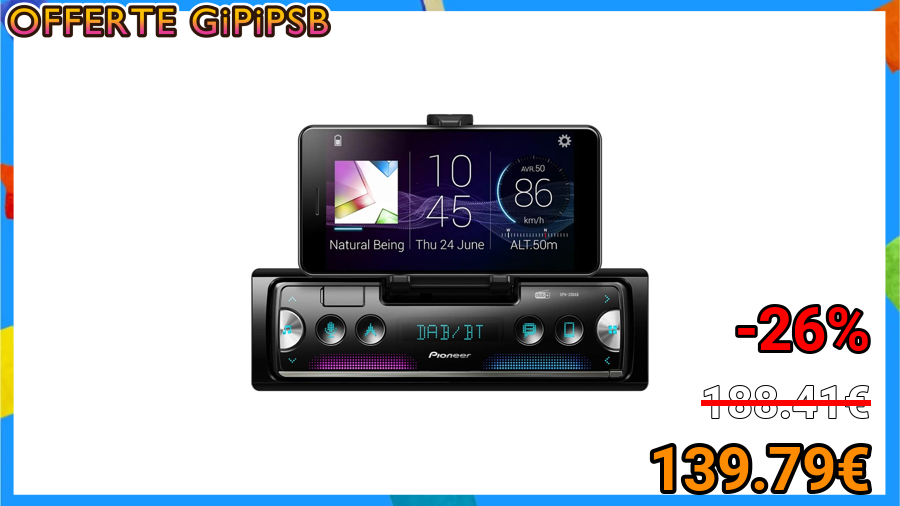 OFFERTE GiPiPSB
10
45
AVR.50
86
km/h
Natural Being
Thu 24 June
ALT.50m
DAB/BT
Pioneer
-26%
188.41€
139.79€